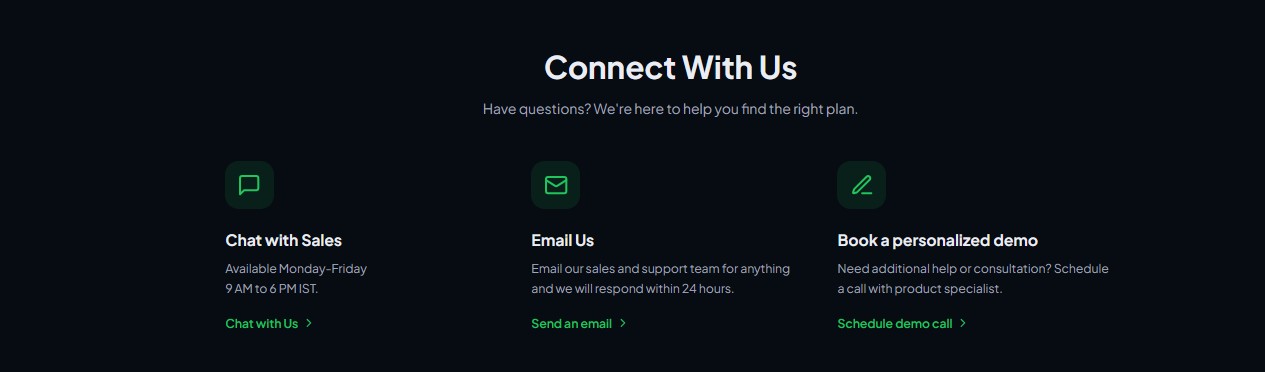 Connect With Us
Have questions? We're here to help you find the right plan.
Chat with Sales
Available Monday-Friday
9 AM to 6 PM IST.
Chat with Us
Email Us
Email our sales and support team for anything
and we will respond within 24 hours.
Send an email
Book a personalized demo
Need additional help or consultation? Schedule
a call with product specialist.
Schedule demo call